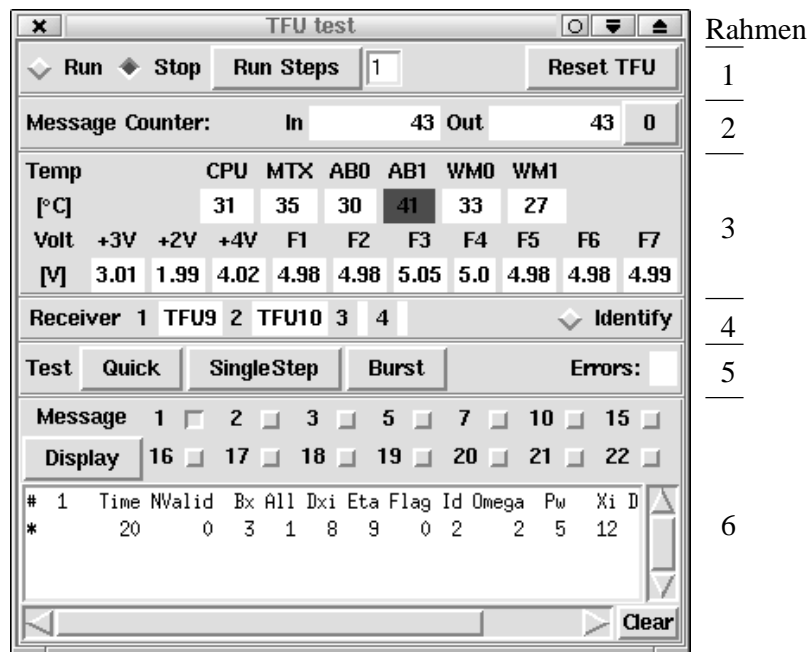 TFU test
Rahmen
Run Stop Run Steps 1 Reset TFU
1
Message Counter: In 43 Out 43 0
2
Temp CPU MTX AB0 AB1 WM0 WM1
[°C] 31 35 30 41 33 27
3
Volt +3V +2V +4V F1 F2 F3 F4 F5 F6 F7
[V] 3.01 1.99 4.02 4.98 4.98 5.05 5.0 4.98 4.98 4.99
Receiver 1 TFU9 2 TFU10 3 4 Identify
4
Test Quick SingleStep Burst Errors:
5
Message 1 2 3 5 7 10 15
Display 16 17 18 19 20 21 22
# 1 Time NValid Bx All Dxi Eta Flag Id Omega Pw Xi D
* 20 0 3 1 8 9 0 2 2 5 12
6
Clear